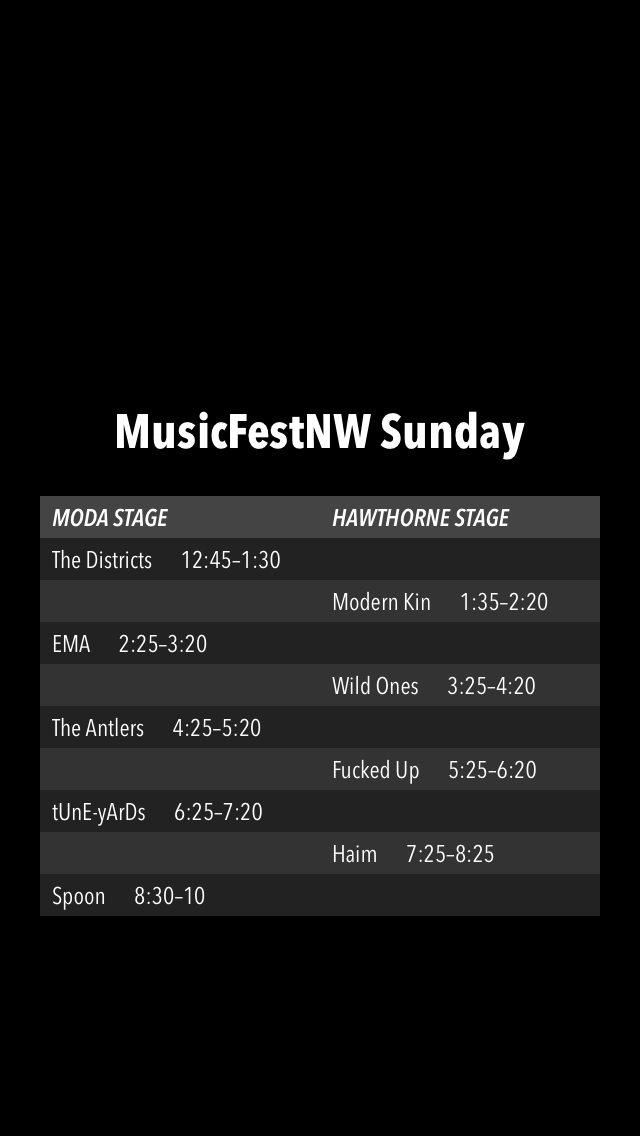 MusicFestNW Sunday
MODA STAGE HAWTHORNE STAGE
The Districts 12:45–1:30
Modern Kin 1:35–2:20
EMA 2:25–3:20
Wild Ones 3:25–4:20
The Antlers 4:25–5:20
Fucked Up 5:25–6:20
tUnE-yArDs 6:25–7:20
Haim 7:25–8:25
Spoon 8:30–10